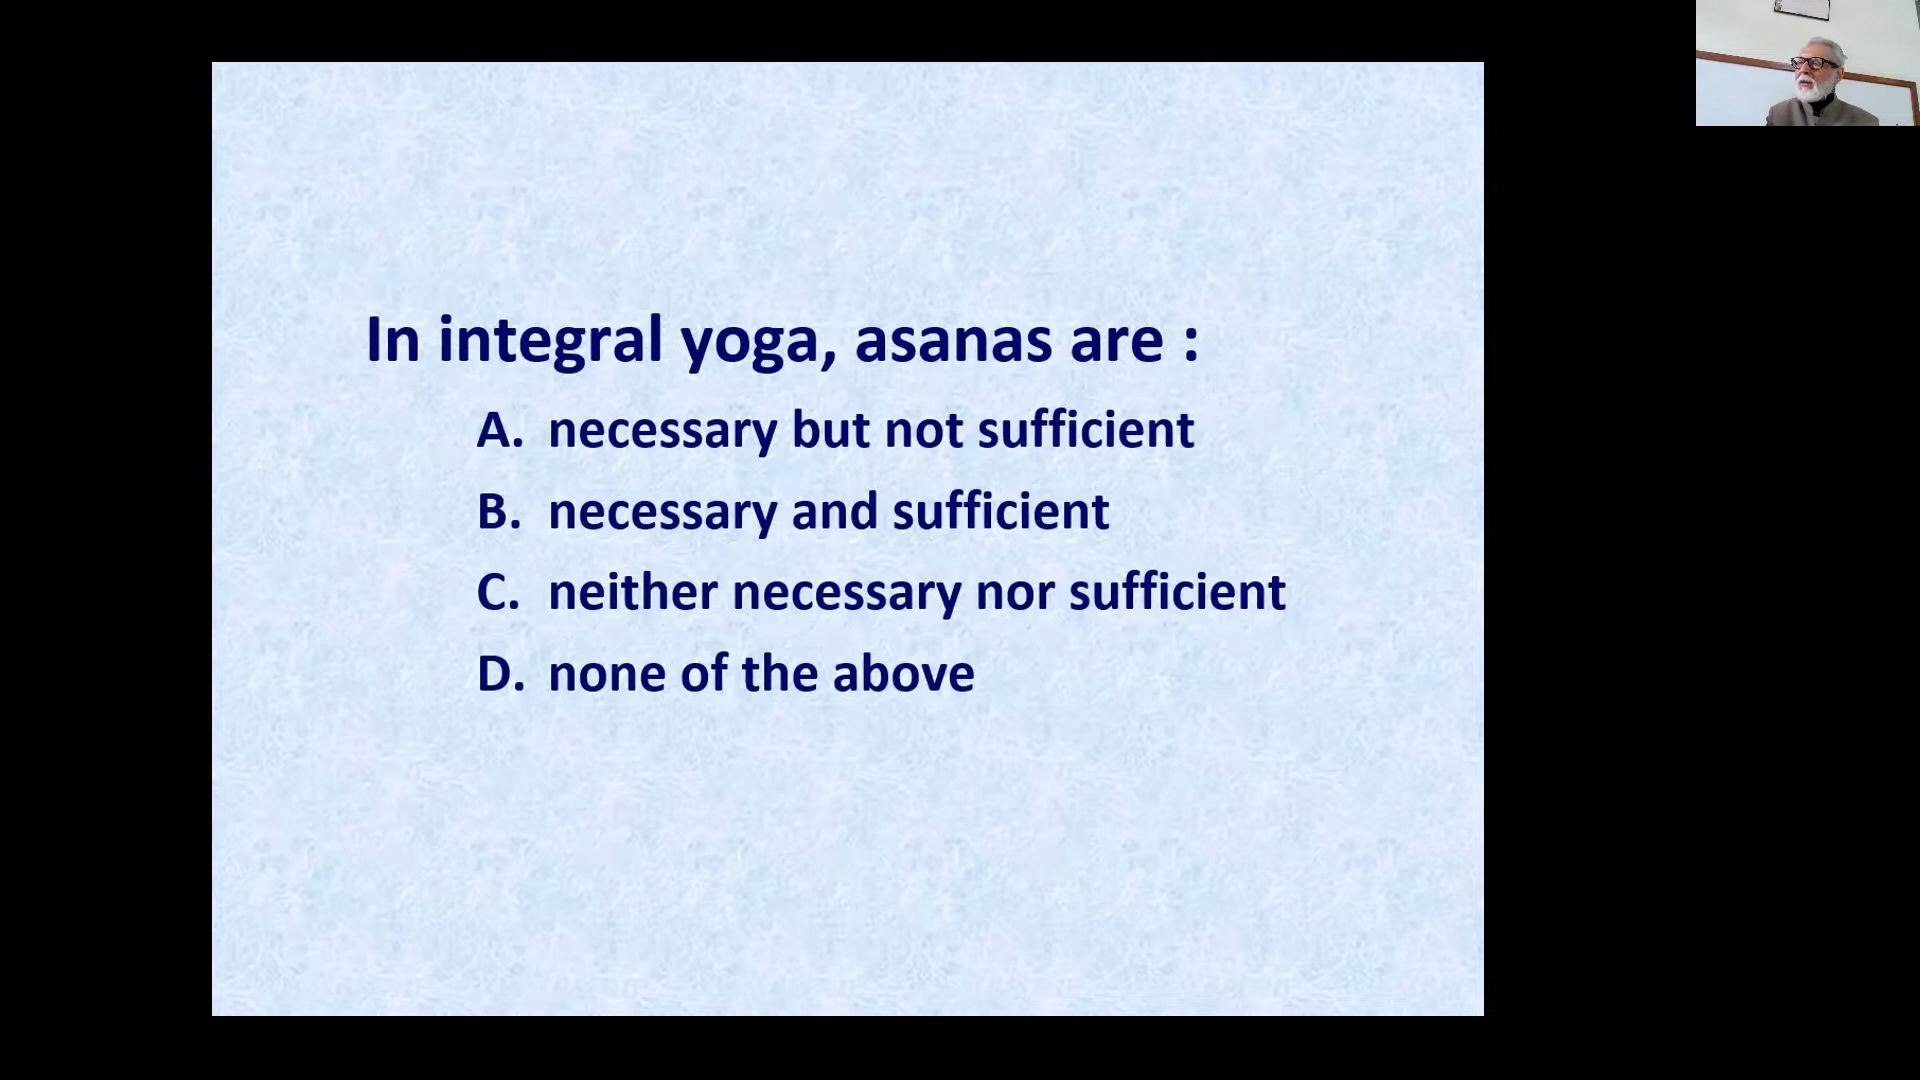 In integral yoga, asanas are :
A. necessary but not sufficient
B. necessary and sufficient
C. neither necessary nor sufficient
D. none of the above